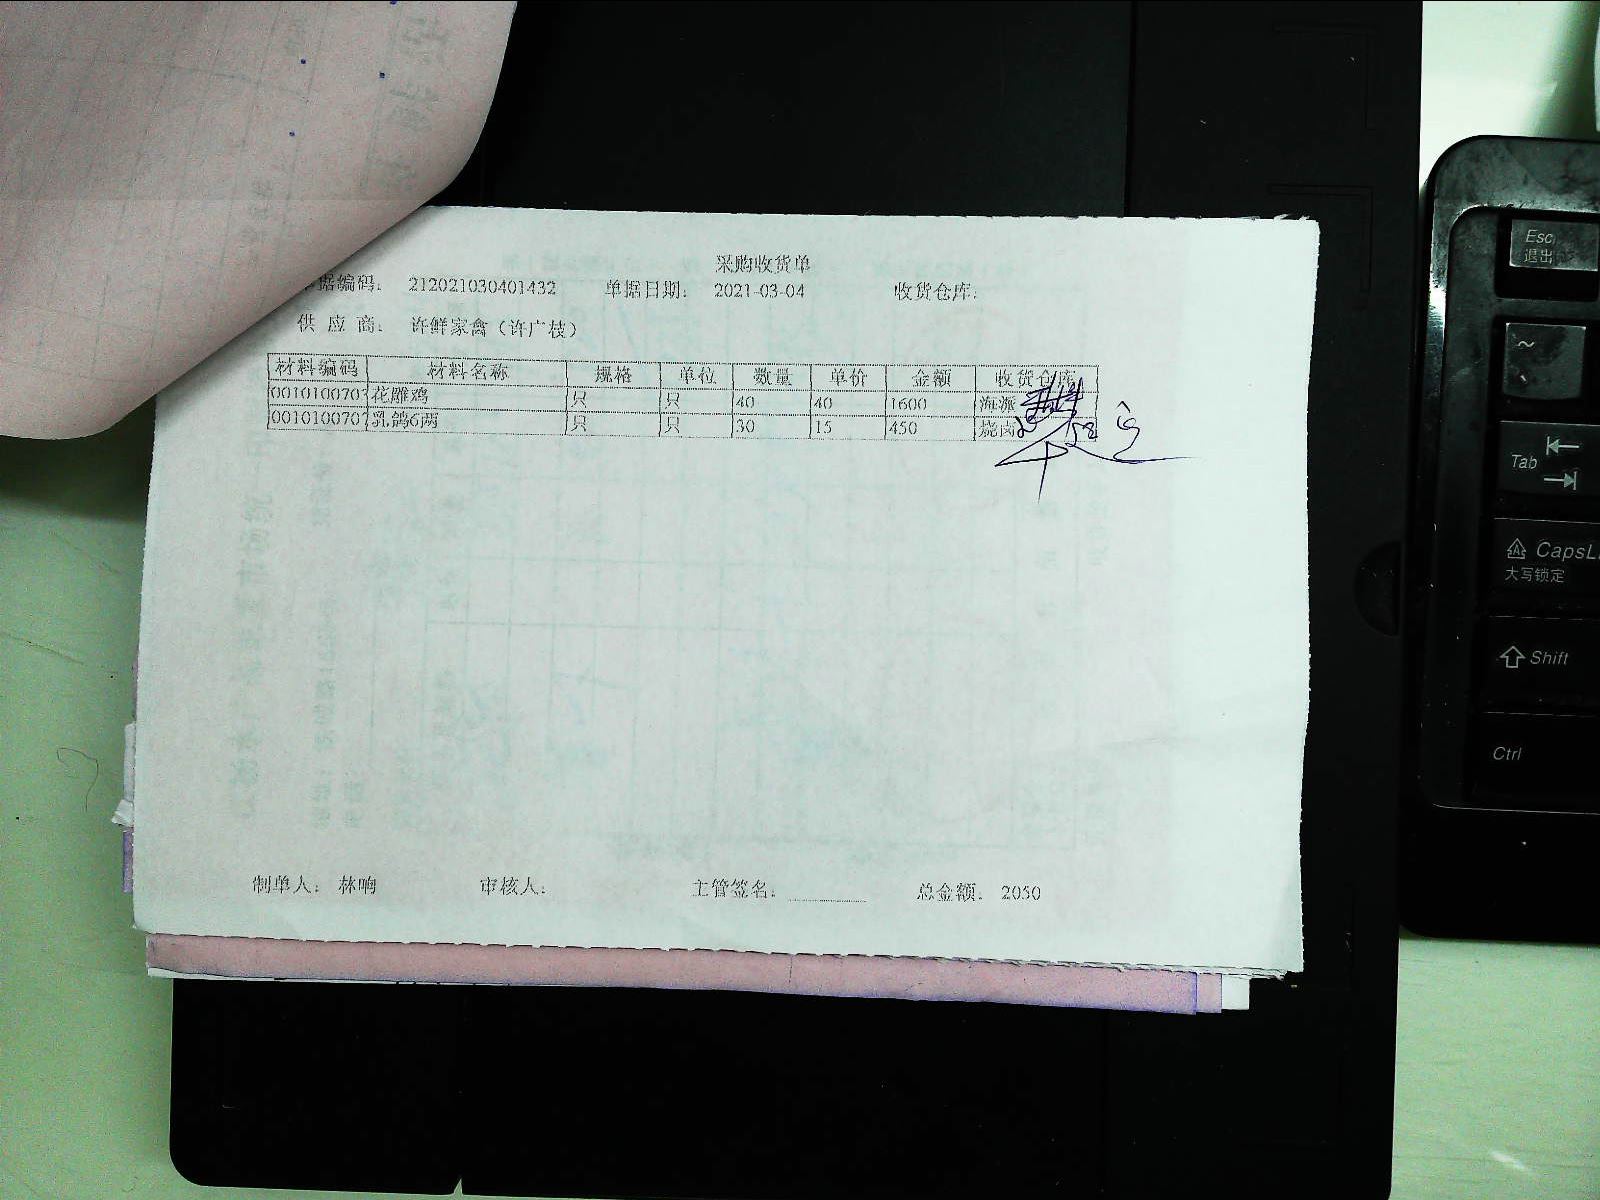 采购收货单
据编码： 212021030401432 单据日期： 2021-03-04 收货仓库：
供 应 商： 许鲜家禽（许广枝）
材料编码 材料名称 规格 单位 数量 单价 金额 收货仓库
0010100707 花雕鸡 只 只 40 40 1600 海派
0010100707 乳鸽6两 只 只 30 15 450 烧卤
制单人： 林响 审核人： 主管签名： 总金额： 2050
Esc
退出
~
、
Tab
CapsL
大写锁定
Shift
Ctrl